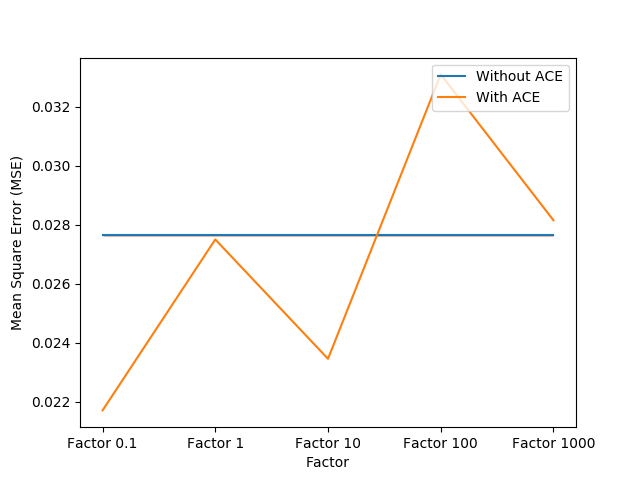 Without ACE
With ACE
0.032
0.030
0.028
0.026
0.024
0.022
Mean Square Error (MSE)
Factor 0.1 Factor 1 Factor 10 Factor 100 Factor 1000
Factor